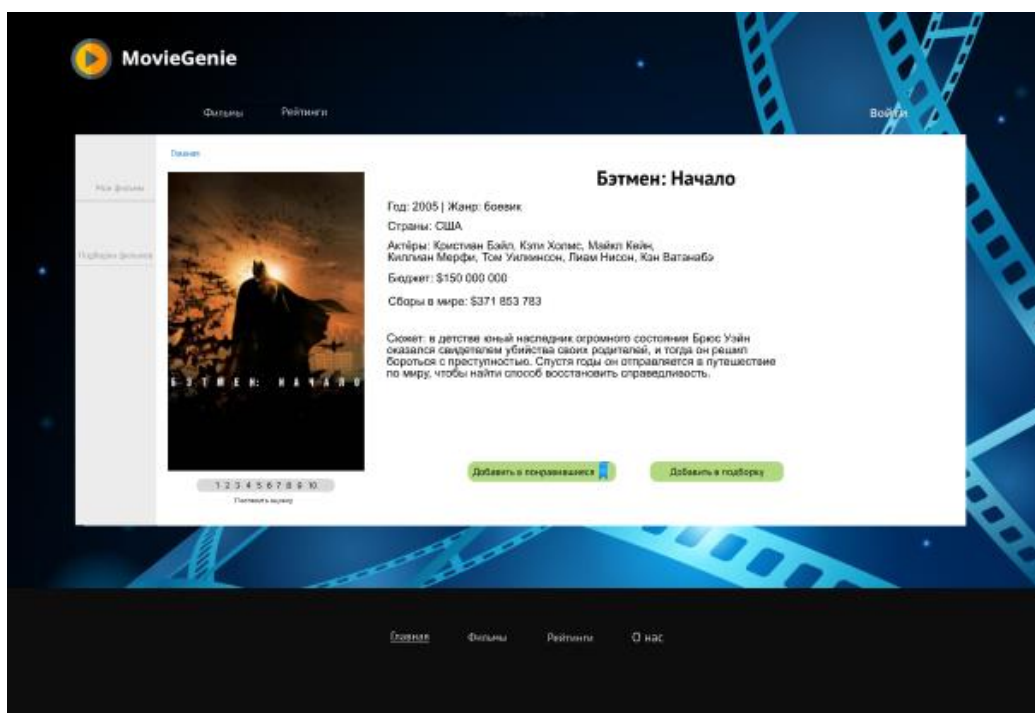 MovieGenie
Фильмы
Рейтинги
Войти
Главная
Мои фильмы
Подборки фильмов
Бэтмен: Начало
Год: 2005 | Жанр: боевик
Страны: США
Актёры: Кристиан Бэйл, Кэти Холмс, Майкл Кейн,
Киллиан Мерфи, Том Уилкинсон, Лиам Нисон, Кэн Ватанабэ
Бюджет: $150 000 000
Сборы в мире: $371 853 783
Сюжет: в детстве юный наследник огромного состояния Брюс Уэйн
оказался свидетелем убийства своих родителей, и тогда он решил
бороться с преступностью. Спустя годы он отправляется в путешествие
по миру, чтобы найти способ восстановить справедливость.
БЭТМЕН: НАЧАЛО
Добавить в понравившиеся
Добавить в подборку
1 2 3 4 5 6 7 8 9 10
Поставить оценку
Главная
Фильмы
Рейтинги
О нас